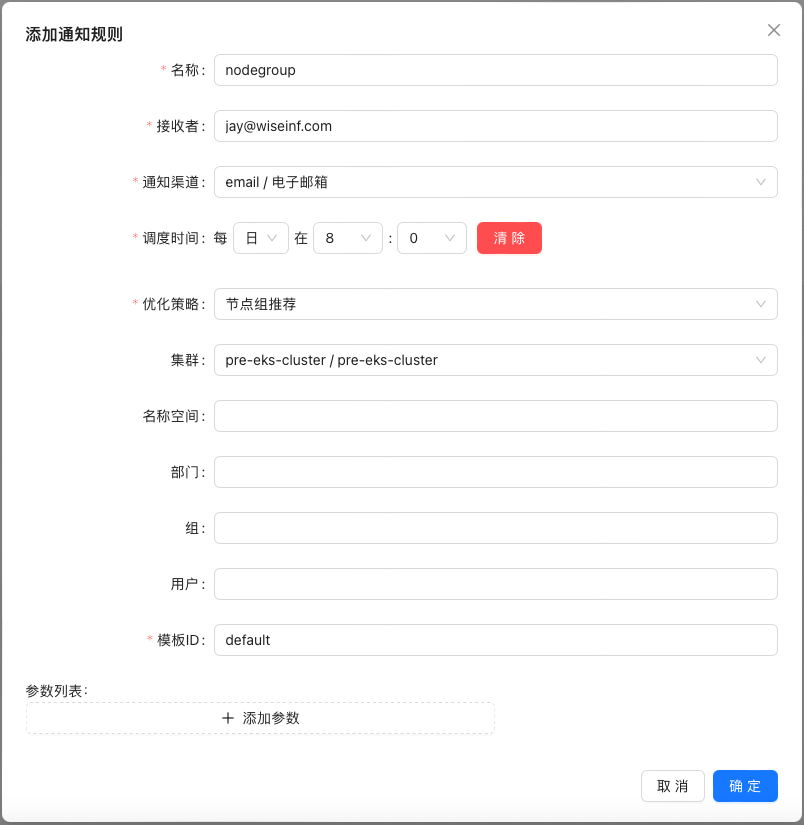 添加通知规则
* 名称: nodegroup
* 接收者: jay@wiseinf.com
* 通知渠道: email / 电子邮箱
* 调度时间: 每 日 在 8 : 0 清 除
* 优化策略: 节点组推荐
集群: pre-eks-cluster / pre-eks-cluster
名称空间:
部门:
组:
用户:
* 模板ID: default
参数列表:
+ 添加参数
取 消 确 定